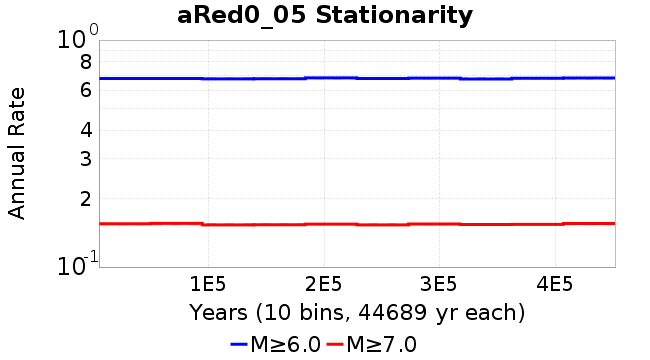 aRed0_05 Stationarity
10^0
8
6
4
3
2
10^-1
Annual Rate
1E5 2E5 3E5 4E5
Years (10 bins, 44689 yr each)
M≥6.0 M≥7.0